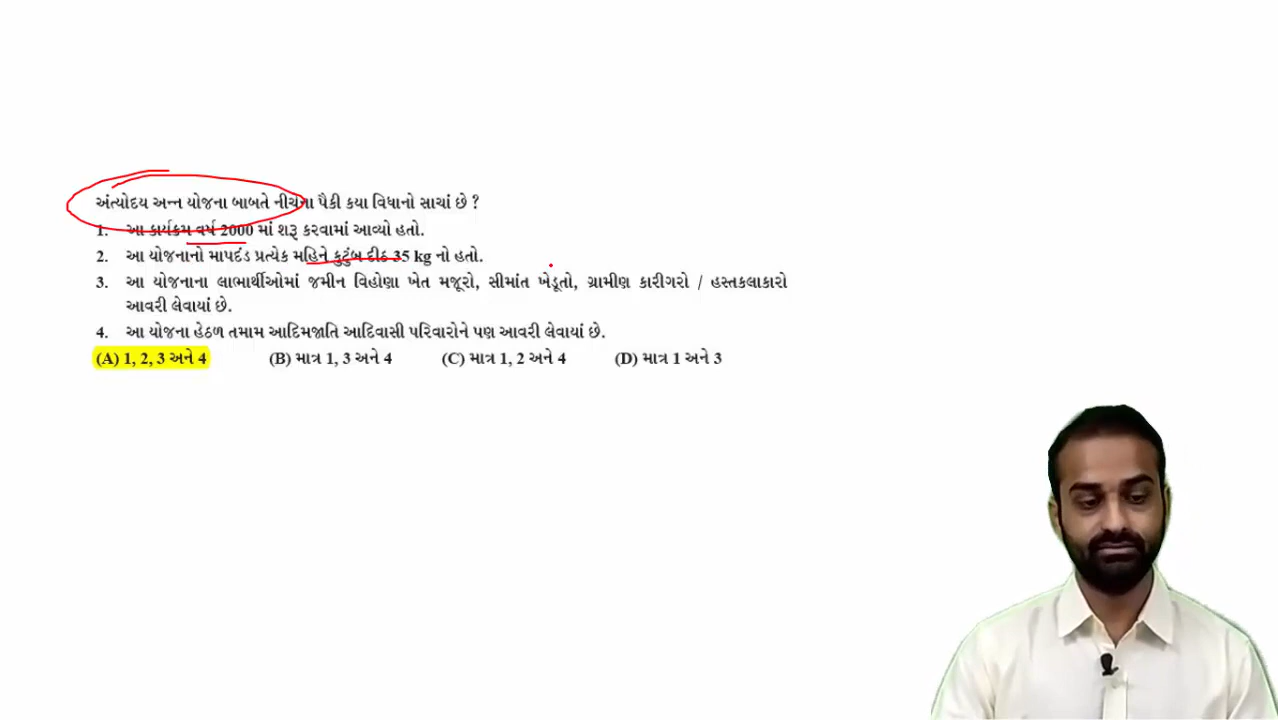 અંત્યોદય અન્ન યોજના બાબતે નીચેના પૈકી કયા વિધાનો સાચાં છે ?
1. આ કાર્યક્રમ વર્ષ 2000 માં શરૂ કરવામાં આવ્યો હતો.
2. આ યોજનાનો માપદંડ પ્રત્યેક મહિને કુટુંબ દીઠ 35 kg નો હતો.
3. આ યોજનાના લાભાર્થીઓમાં જમીન વિહોણા ખેત મજૂરો, સીમાંત ખેડૂતો, ગ્રામીણ કારીગરો / હસ્તકલાકારો
આવરી લેવાયાં છે.
4. આ યોજના હેઠળ તમામ આદિમજાતિ આદિવાસી પરિવારોને પણ આવરી લેવાયાં છે.
(A) 1, 2, 3 અને 4 (B) માત્ર 1, 3 અને 4 (C) માત્ર 1, 2 અને 4 (D) માત્ર 1 અને 3